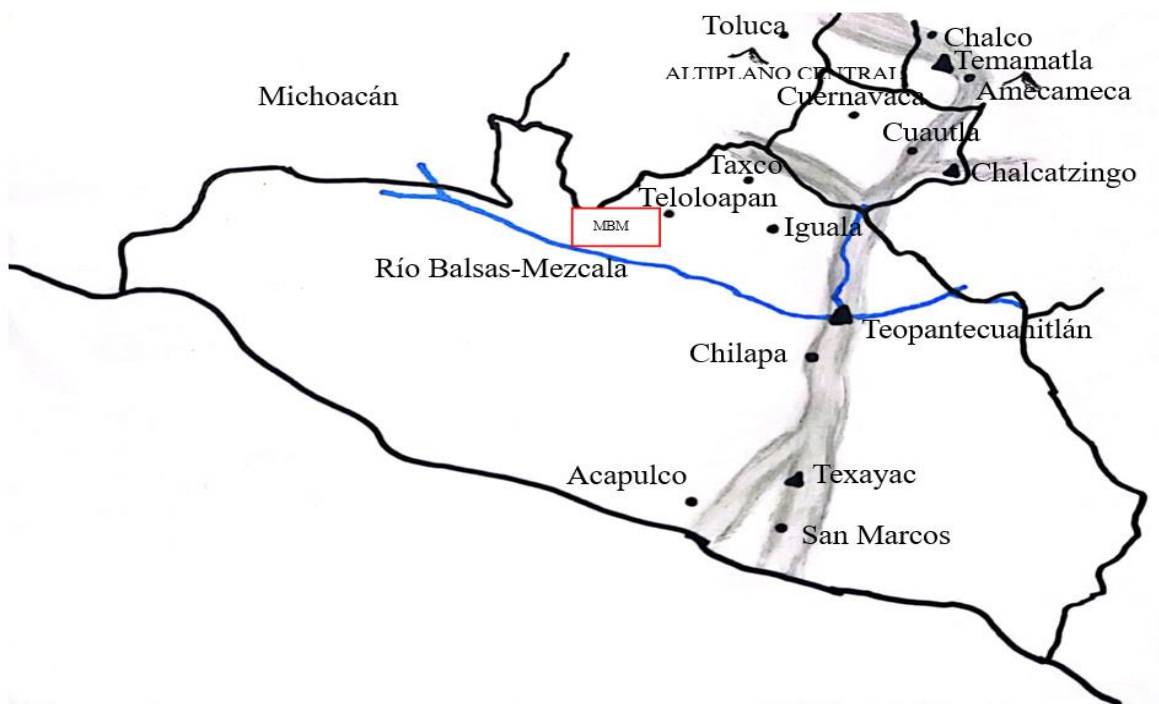 Toluca
Chalco
Temamatla
ALTIPLANO CENTRAL
Amecameca
Michoacán
Cuernavaca
Cuautla
Taxco
Chalcatzingo
Teloloapan
MBM
Iguala
Río Balsas-Mezcala
Teopantecuanitlán
Chilapa
Acapulco
Texayac
San Marcos